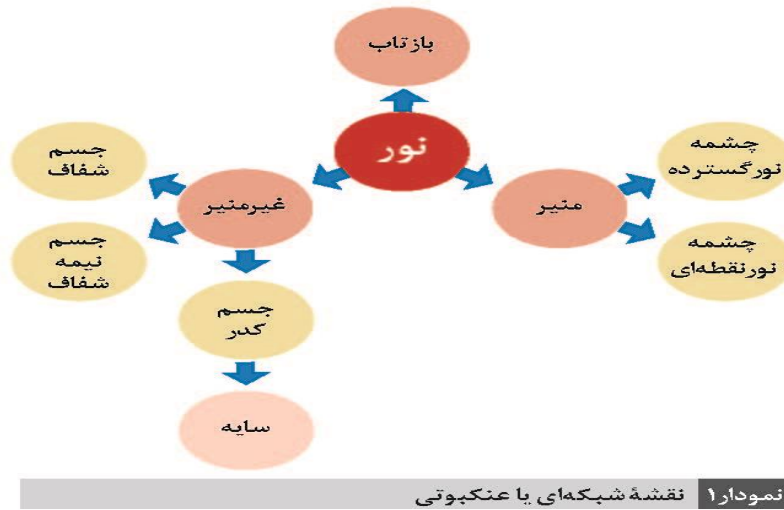 بازتاب
نور
منیر
چشمه
نورگسترده
چشمه
نورنقطه‌ای
غیرمنیر
جسم
شفاف
جسم
نیمه
شفاف
جسم
کدر
سایه
نمودار۱ نقشۀ شبکه‌ای یا عنکبوتی